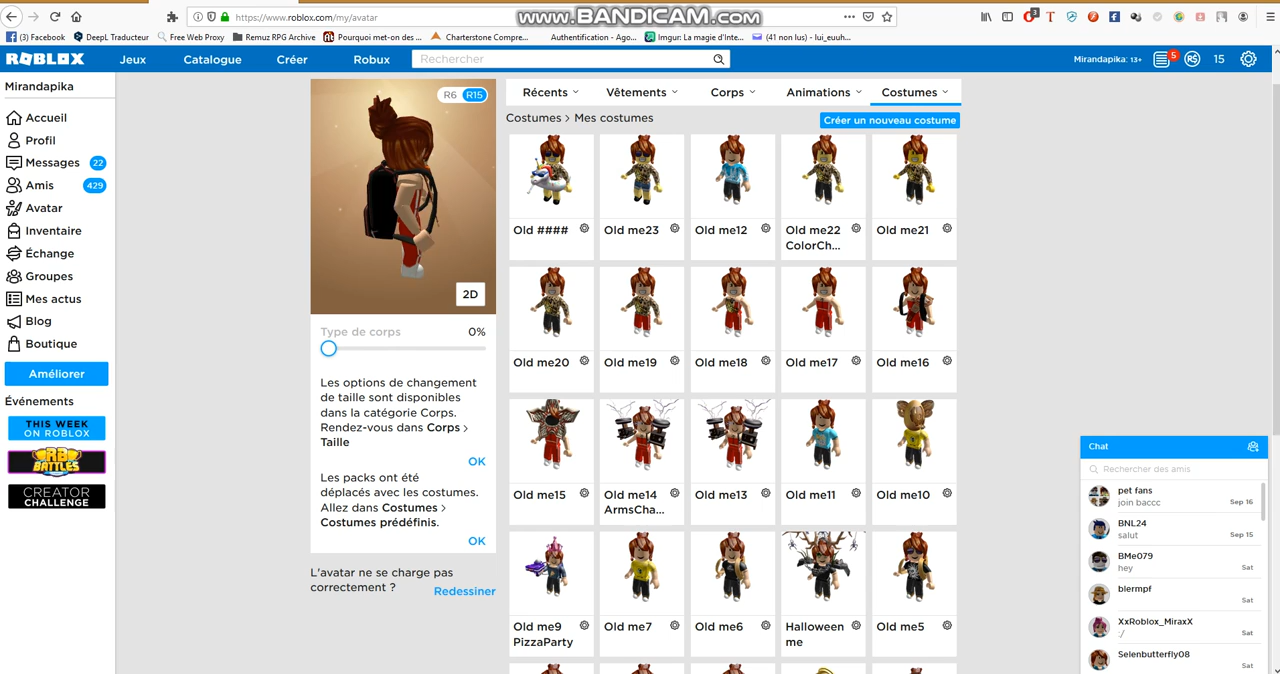 https://www.roblox.com/my/avatar
www.BANDICAM.com
3
(3) Facebook
DeepL Traducteur
Free Web Proxy
Remuz RPG Archive
Pourquoi met-on des ...
Charterstone Compre...
Authentification - Ago...
Imgur: La magie d'Inte...
(41 non lus) - lui_euuh...
ROBLOX
Jeux
Catalogue
Créer
Robux
Rechercher
Mirandapika: 13+
5
R$
15
Mirandapika
Accueil
Profil
Messages 22
Amis 429
Avatar
Inventaire
Échange
Groupes
Mes actus
Blog
Boutique
Améliorer
Événements
THIS WEEK
ON ROBLOX
RB
BATTLES
CREATOR
CHALLENGE
R6 R15
2D
Type de corps 0%
Les options de changement
de taille sont disponibles
dans la catégorie Corps.
Rendez-vous dans Corps >
Taille
OK
Les packs ont été
déplacés avec les costumes.
Allez dans Costumes >
Costumes prédéfinis.
OK
L'avatar ne se charge pas
correctement ?
Redessiner
Récents
Vêtements
Corps
Animations
Costumes
Costumes > Mes costumes
Créer un nouveau costume
Old ####
Old me23
Old me12
Old me22
ColorCh...
Old me21
Old me20
Old me19
Old me18
Old me17
Old me16
Old me15
Old me14
ArmsCha...
Old me13
Old me11
Old me10
Old me9
PizzaParty
Old me7
Old me6
Halloween
me
Old me5
Chat
Rechercher des amis
pet fans
join baccc
Sep 16
BNL24
salut
Sep 15
BMe079
hey
Sat
blermpf
Sat
XxRoblox_MiraxX
:/
Sat
Selenbutterfly08
Sat